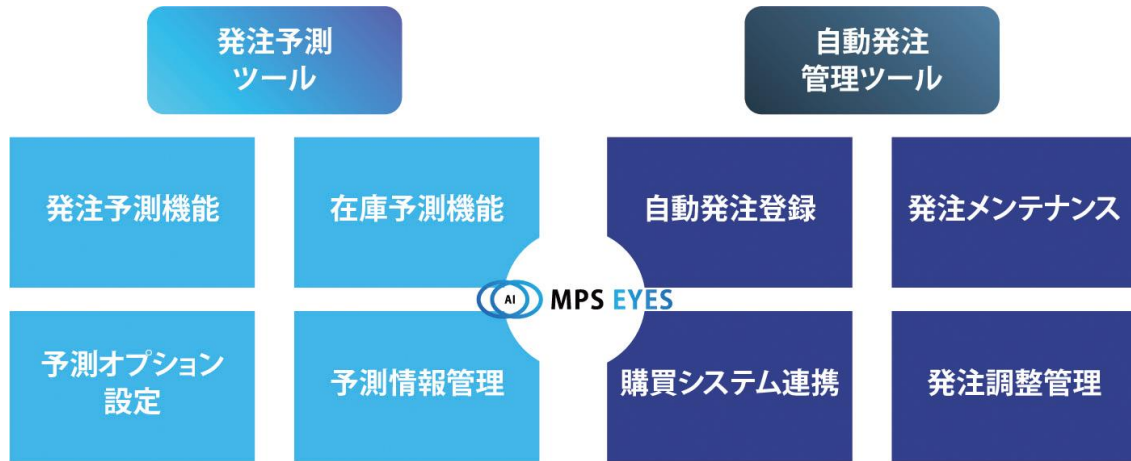 発注予測
ツール
自動発注
管理ツール
発注予測機能
在庫予測機能
自動発注登録
発注メンテナンス
AI MPS EYES
予測オプション
設定
予測情報管理
購買システム連携
発注調整管理